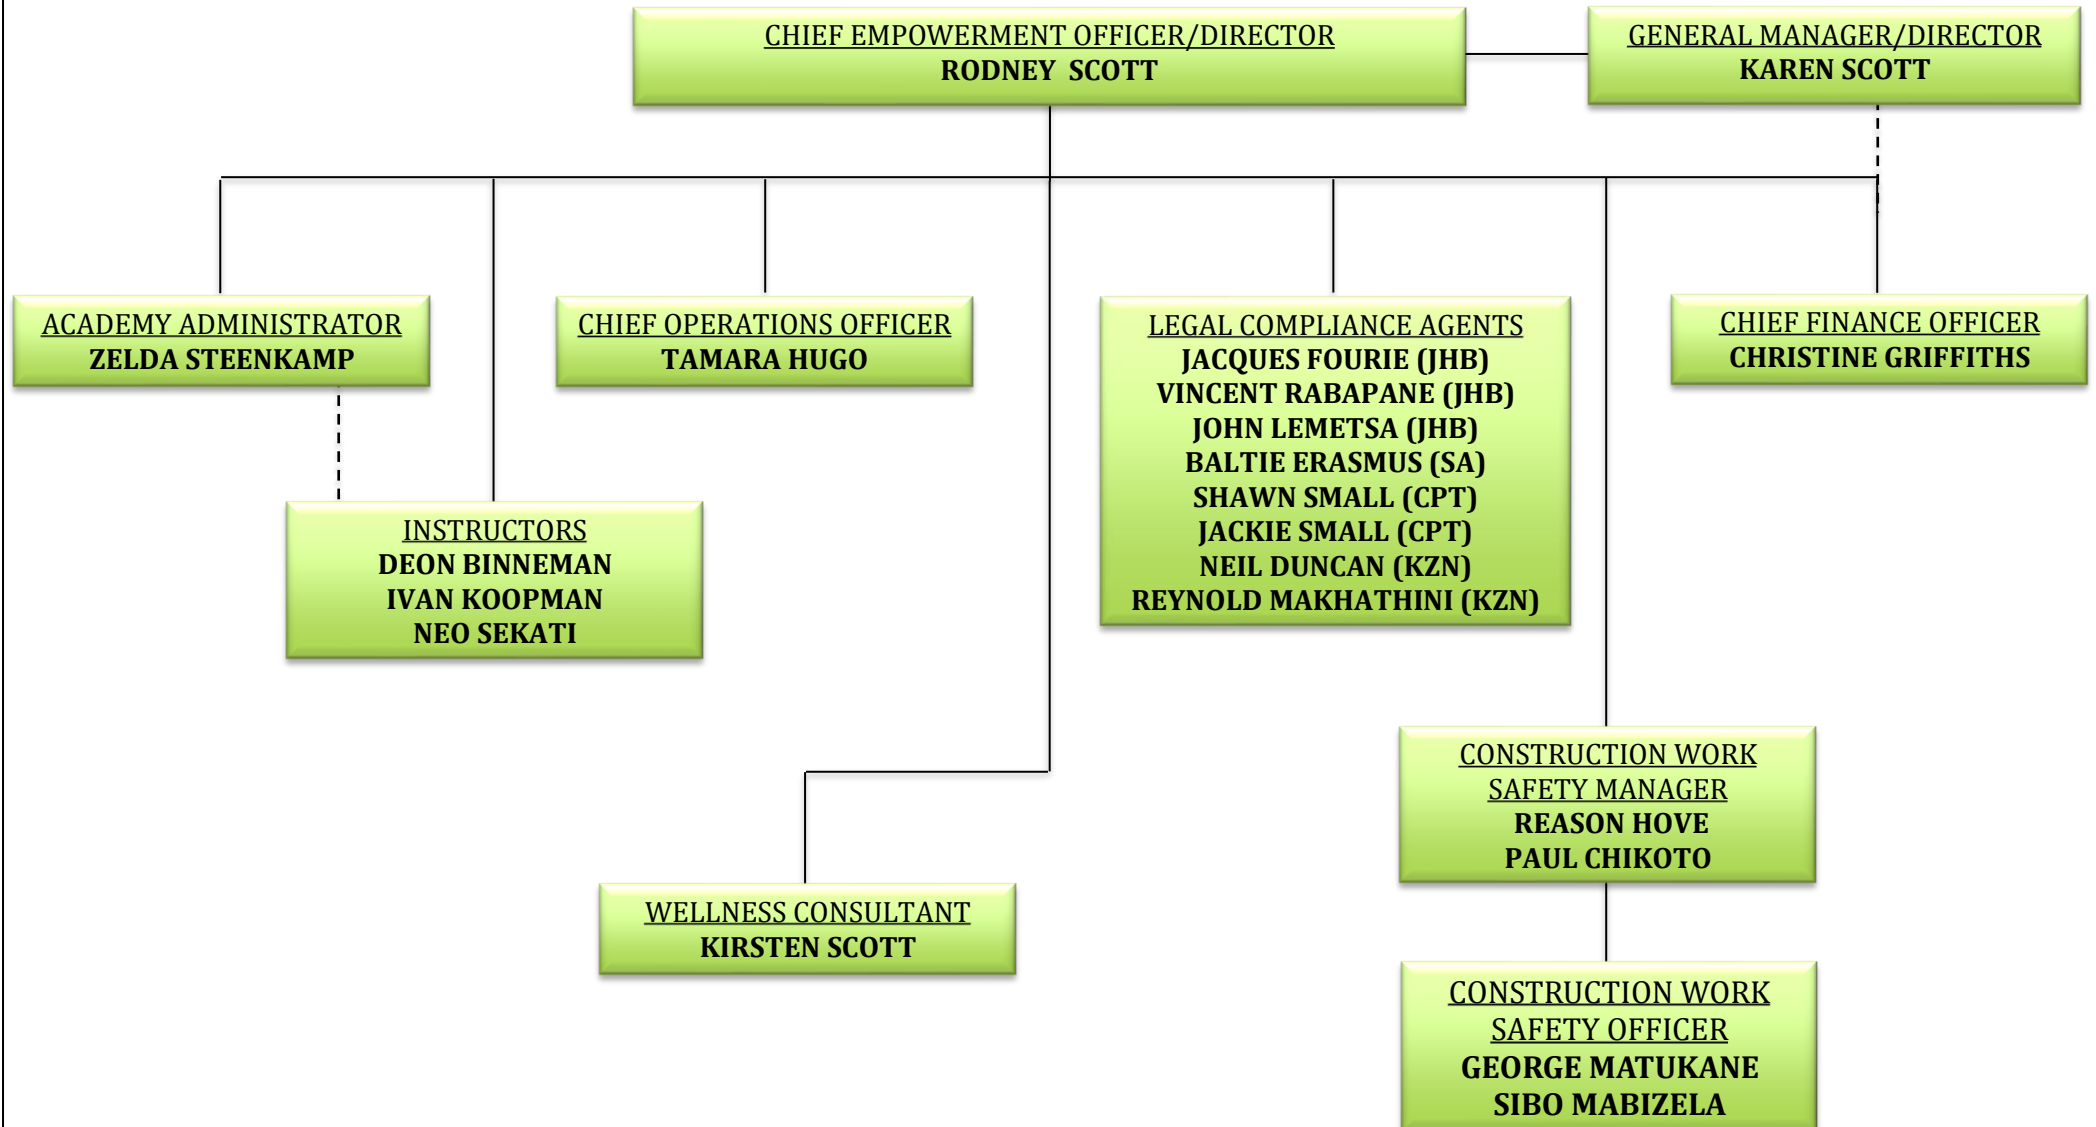 CHIEF EMPOWERMENT OFFICER/DIRECTOR
RODNEY SCOTT
GENERAL MANAGER/DIRECTOR
KAREN SCOTT
ACADEMY ADMINISTRATOR
ZELDA STEENKAMP
CHIEF OPERATIONS OFFICER
TAMARA HUGO
LEGAL COMPLIANCE AGENTS
JACQUES FOURIE (JHB)
VINCENT RABAPANE (JHB)
JOHN LEMETSA (JHB)
BALTIE ERASMUS (SA)
SHAWN SMALL (CPT)
JACKIE SMALL (CPT)
NEIL DUNCAN (KZN)
REYNOLD MAKHATHINI (KZN)
CHIEF FINANCE OFFICER
CHRISTINE GRIFFITHS
INSTRUCTORS
DEON BINNEMAN
IVAN KOOPMAN
NEO SEKATI
CONSTRUCTION WORK
SAFETY MANAGER
REASON HOVE
PAUL CHIKOTO
WELLNESS CONSULTANT
KIRSTEN SCOTT
CONSTRUCTION WORK
SAFETY OFFICER
GEORGE MATUKANE
SIBO MABIZELA